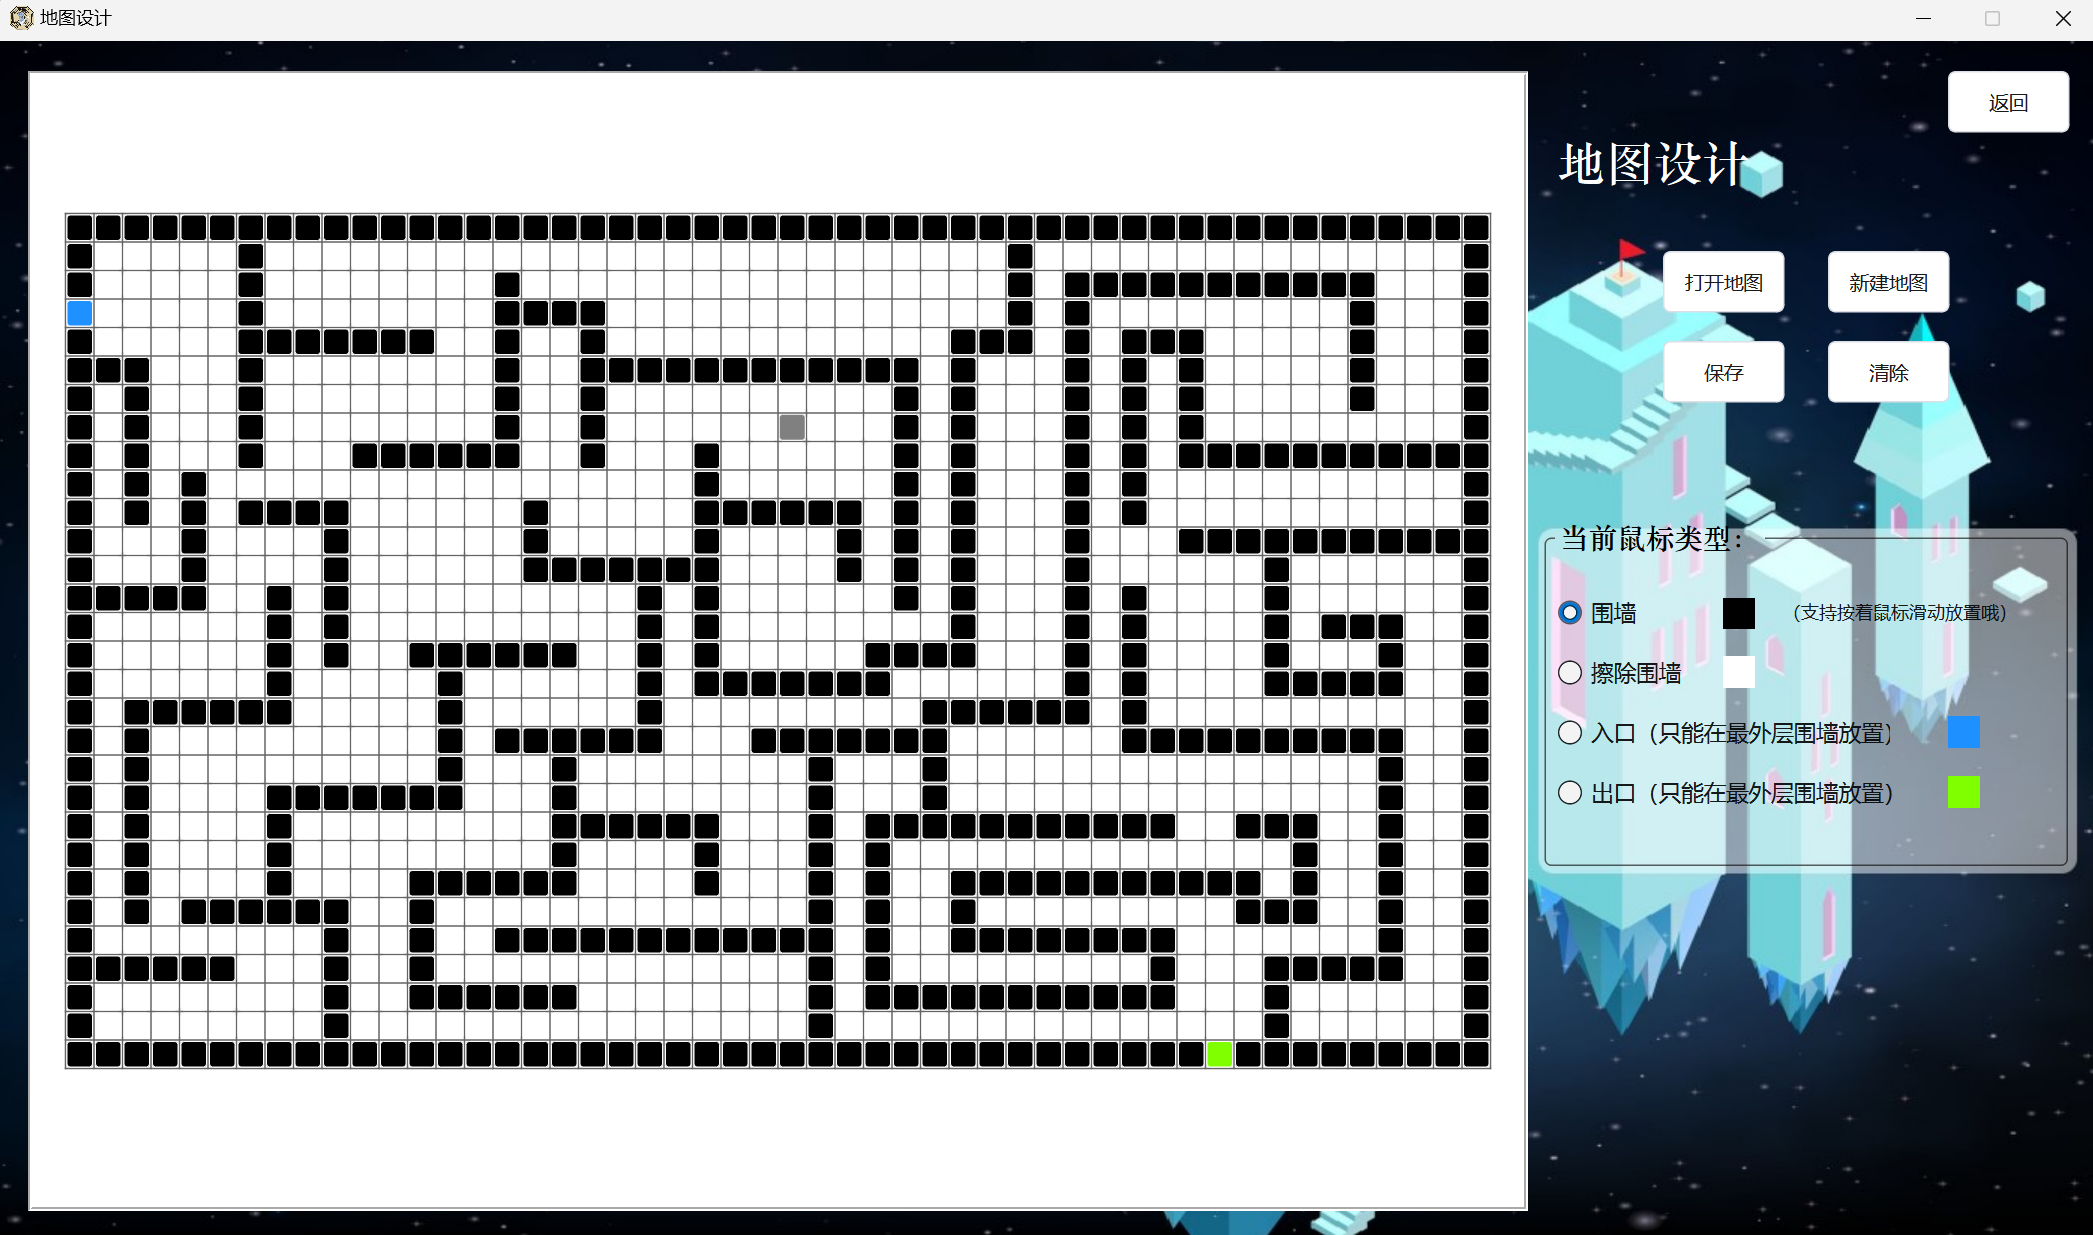 地图设计
返回
地图设计
打开地图
新建地图
保存
清除
当前鼠标类型：
围墙
（支持按着鼠标滑动放置哦）
擦除围墙
入口（只能在最外层围墙放置）
出口（只能在最外层围墙放置）